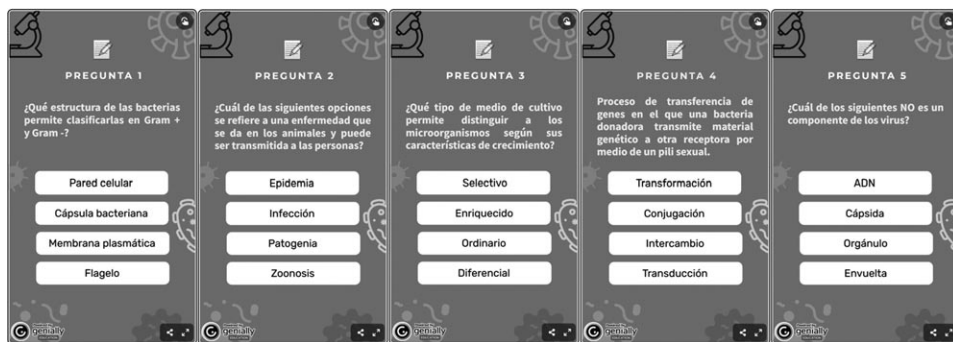 PREGUNTA 1
¿Qué estructura de las bacterias
permite clasificarlas en Gram +
y Gram -?
Pared celular
Cápsula bacteriana
Membrana plasmática
Flagelo
genially
PREGUNTA 2
¿Cuál de las siguientes opciones
se refiere a una enfermedad que
se da en los animales y puede
ser transmitida a las personas?
Epidemia
Infección
Patogenia
Zoonosis
genially
PREGUNTA 3
¿Qué tipo de medio de cultivo
permite distinguir a los
microorganismos según sus
características de crecimiento?
Selectivo
Enriquecido
Ordinario
Diferencial
genially
PREGUNTA 4
Proceso de transferencia de
genes en el que una bacteria
donadora transmite material
genético a otra receptora por
medio de un pili sexual.
Transformación
Conjugación
Intercambio
Transducción
genially
PREGUNTA 5
¿Cuál de los siguientes NO es un
componente de los virus?
ADN
Cápsida
Orgánulo
Envuelta
genially